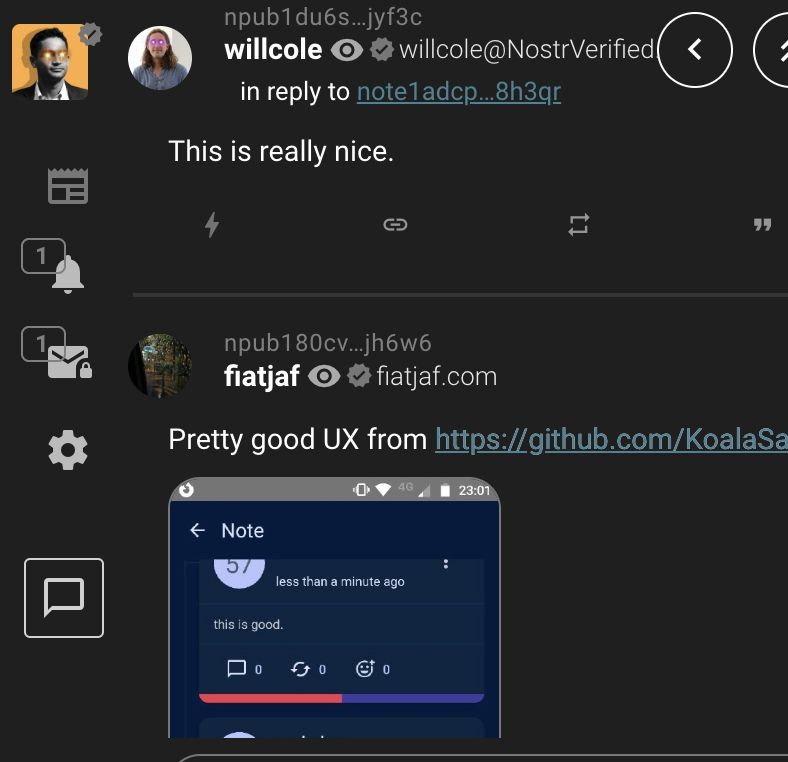 npub1du6s...jyf3c
willcole willcole@NostrVerified
in reply to note1adcp...8h3qr
This is really nice.
1
1
npub180cv...jh6w6
fiatjaf fiatjaf.com
Pretty good UX from https://github.com/KoalaSa
4G 23:01
Note
57
less than a minute ago
this is good.
0 0 0